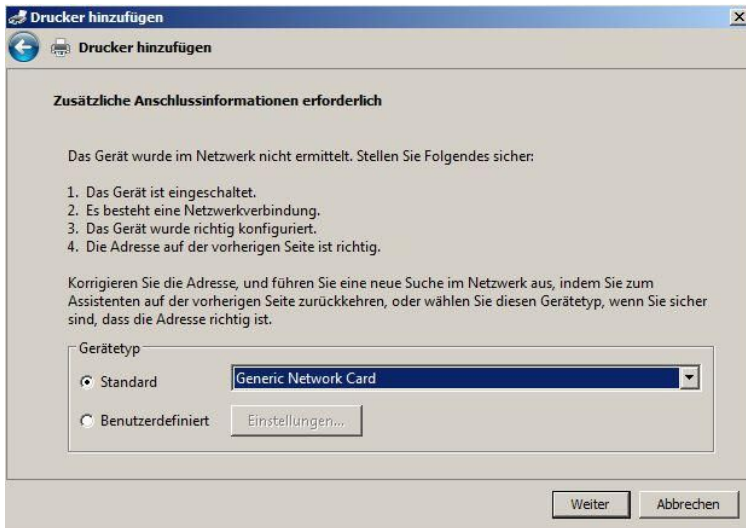 Drucker hinzufügen
Drucker hinzufügen
Zusätzliche Anschlussinformationen erforderlich
Das Gerät wurde im Netzwerk nicht ermittelt. Stellen Sie Folgendes sicher:
1. Das Gerät ist eingeschaltet.
2. Es besteht eine Netzwerkverbindung.
3. Das Gerät wurde richtig konfiguriert.
4. Die Adresse auf der vorherigen Seite ist richtig.
Korrigieren Sie die Adresse, und führen Sie eine neue Suche im Netzwerk aus, indem Sie zum
Assistenten auf der vorherigen Seite zurückkehren, oder wählen Sie diesen Gerätetyp, wenn Sie sicher
sind, dass die Adresse richtig ist.
Gerätetyp
Standard Generic Network Card
Benutzerdefiniert Einstellungen...
Weiter Abbrechen